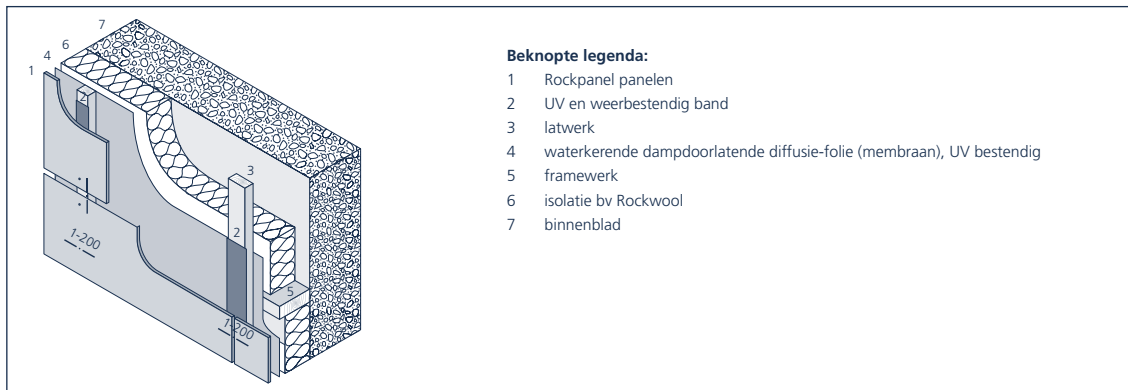 7
6
4
1
2
3
2
5
1-200
1-200
Beknopte legenda:
1 Rockpanel panelen
2 UV en weerbestendig band
3 latwerk
4 waterkerende dampdoorlatende diffusie-folie (membraan), UV bestendig
5 framewerk
6 isolatie bv Rockwool
7 binnenblad